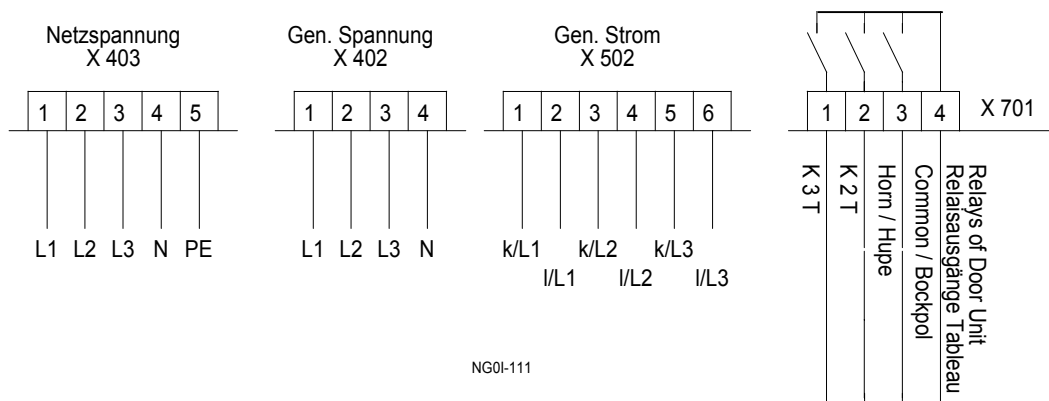 Netzspannung
X 403
1 2 3 4 5
L1 L2 L3 N PE
Gen. Spannung
X 402
1 2 3 4
L1 L2 L3 N
Gen. Strom
X 502
1 2 3 4 5 6
k/L1 k/L2 k/L3
l/L1 l/L2 l/L3
1 2 3 4 X 701
K 3 T
K 2 T
Horn / Hupe
Common / Bockpol
Relaisausgänge Tableau
Relays of Door Unit
NG0I-111